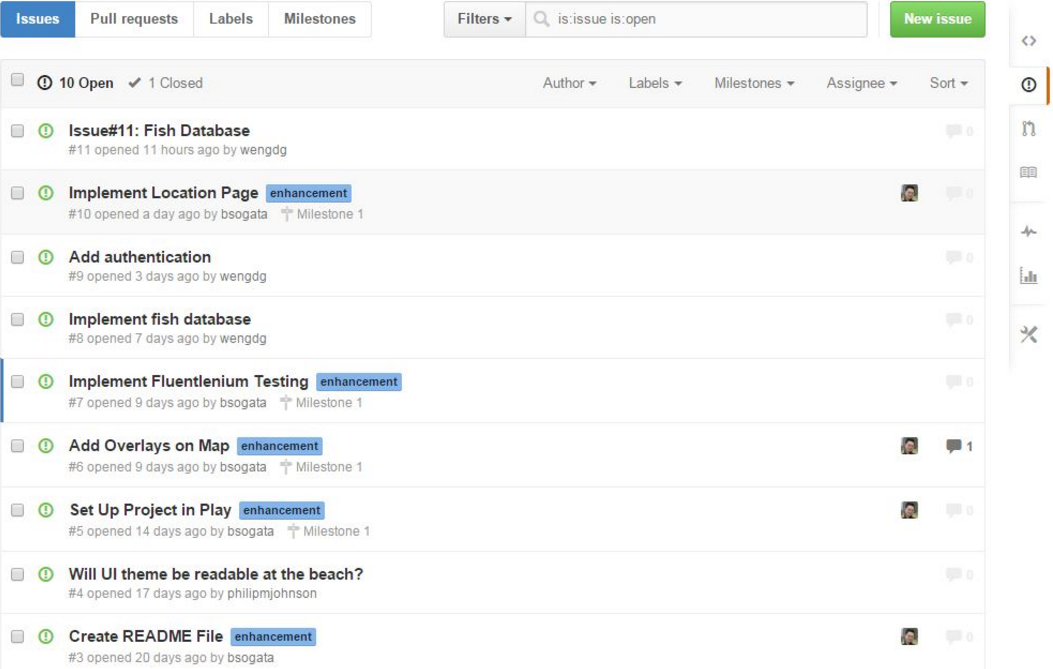 Issues Pull requests Labels Milestones Filters is:issue is:open New issue
10 Open 1 Closed Author Labels Milestones Assignee Sort
Issue#11: Fish Database 0
#11 opened 11 hours ago by wengdg
Implement Location Page enhancement 0
#10 opened a day ago by bsogata Milestone 1
Add authentication 0
#9 opened 3 days ago by wengdg
Implement fish database 0
#8 opened 7 days ago by wengdg
Implement Fluentlenium Testing enhancement 0
#7 opened 9 days ago by bsogata Milestone 1
Add Overlays on Map enhancement 1
#6 opened 9 days ago by bsogata Milestone 1
Set Up Project in Play enhancement 0
#5 opened 14 days ago by bsogata Milestone 1
Will UI theme be readable at the beach? 0
#4 opened 17 days ago by philipmjohnson
Create README File enhancement 0
#3 opened 20 days ago by bsogata